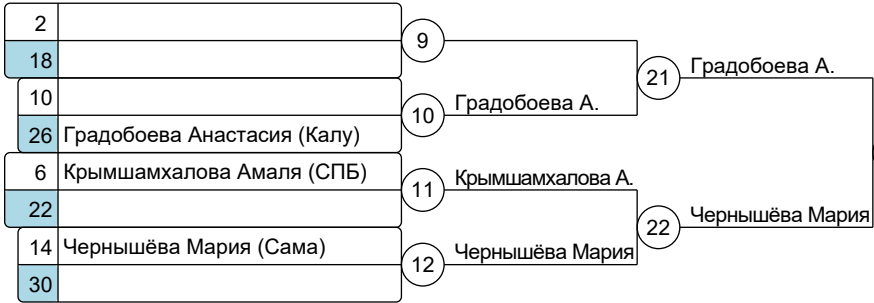 2
9
18
21 Градобоева А.
10
10 Градобоева А.
26 Градобоева Анастасия (Калу)
6 Крымшамхалова Амаля (СПБ)
11 Крымшамхалова А.
22
22 Чернышёва Мария
14 Чернышёва Мария (Сама)
12 Чернышёва Мария
30